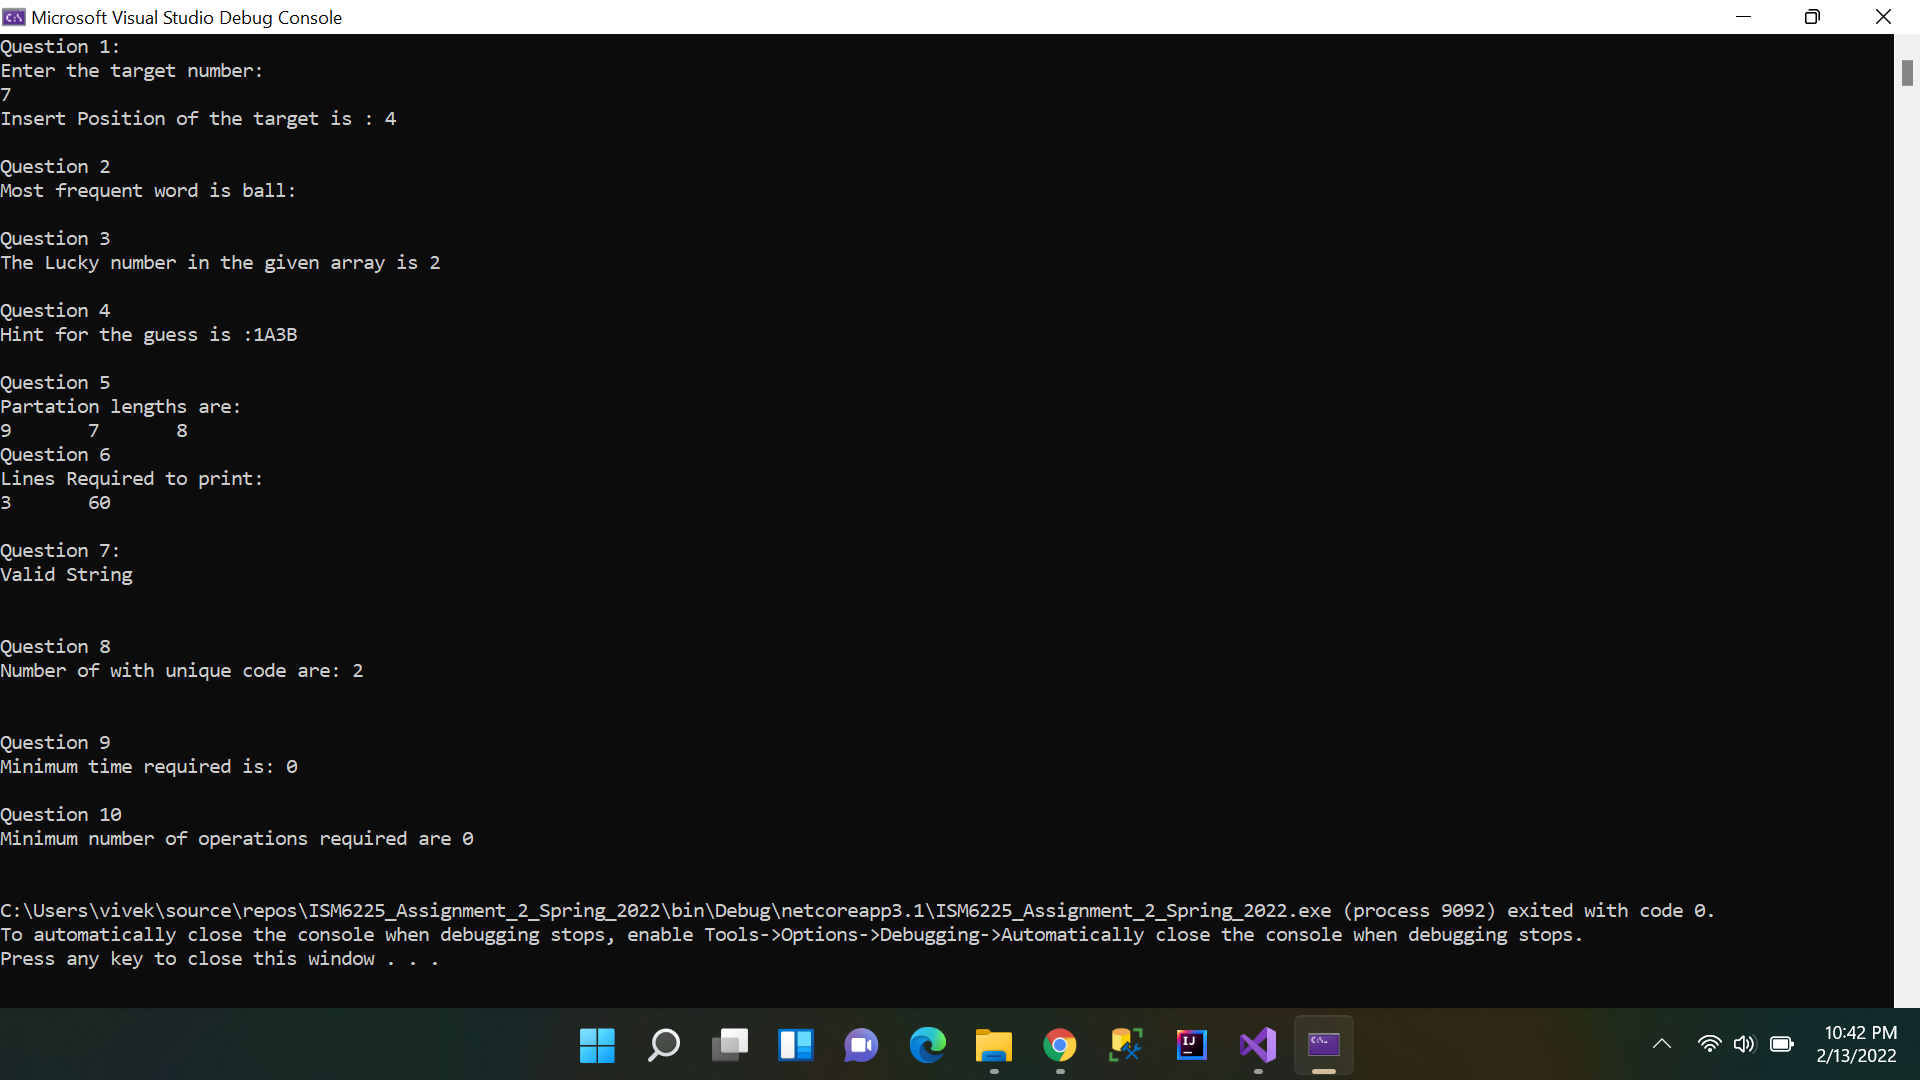 Microsoft Visual Studio Debug Console
Question 1:
Enter the target number:
7
Insert Position of the target is : 4
Question 2
Most frequent word is ball:
Question 3
The Lucky number in the given array is 2
Question 4
Hint for the guess is :1A3B
Question 5
Partation lengths are:
9 7 8
Question 6
Lines Required to print:
3 60
Question 7:
Valid String
Question 8
Number of with unique code are: 2
Question 9
Minimum time required is: 0
Question 10
Minimum number of operations required are 0
C:\Users\vivek\source\repos\ISM6225_Assignment_2_Spring_2022\bin\Debug\netcoreapp3.1\ISM6225_Assignment_2_Spring_2022.exe (process 9092) exited with code 0.
To automatically close the console when debugging stops, enable Tools->Options->Debugging->Automatically close the console when debugging stops.
Press any key to close this window . . .
10:42 PM
2/13/2022